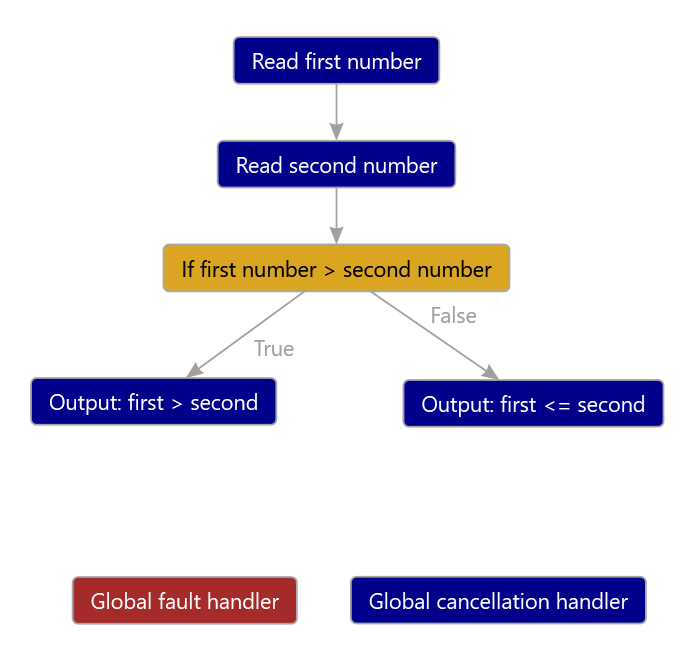 Read first number
Read second number
If first number > second number
False
True
Output: first > second
Output: first <= second
Global fault handler
Global cancellation handler